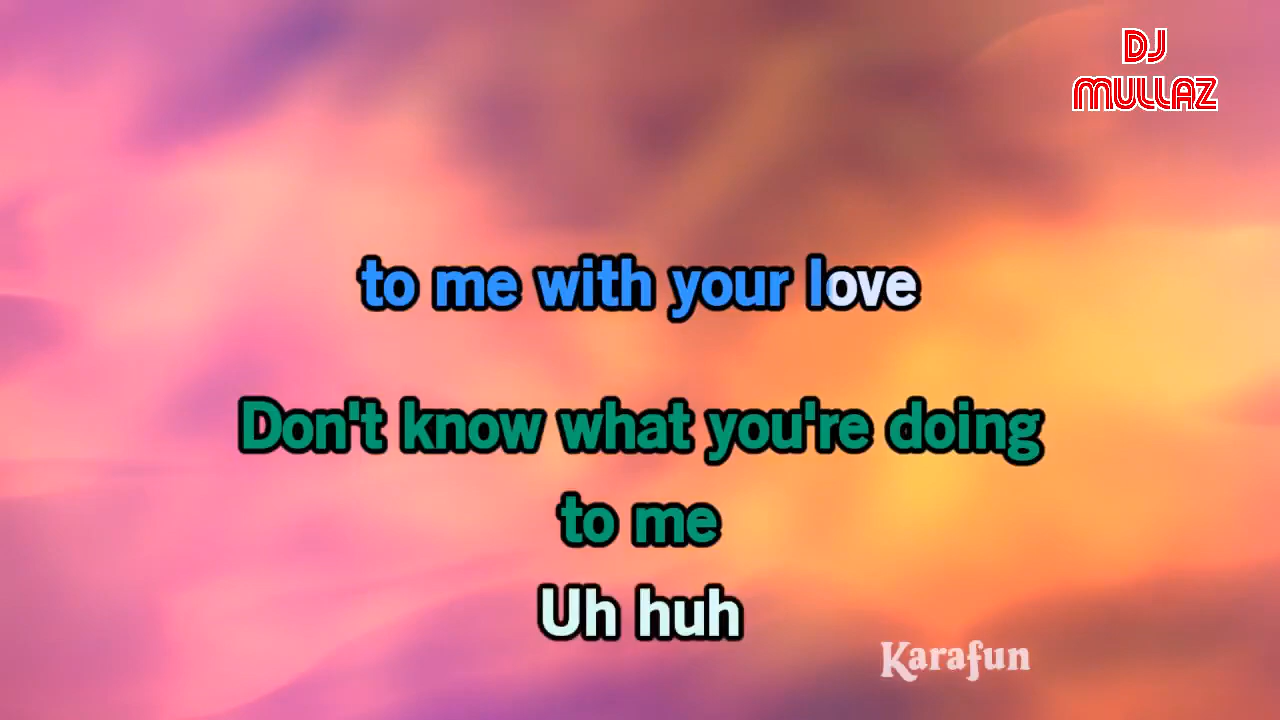 DJ
MULLAZ
to me with your love
Don't know what you're doing
to me
Uh huh
Karafun